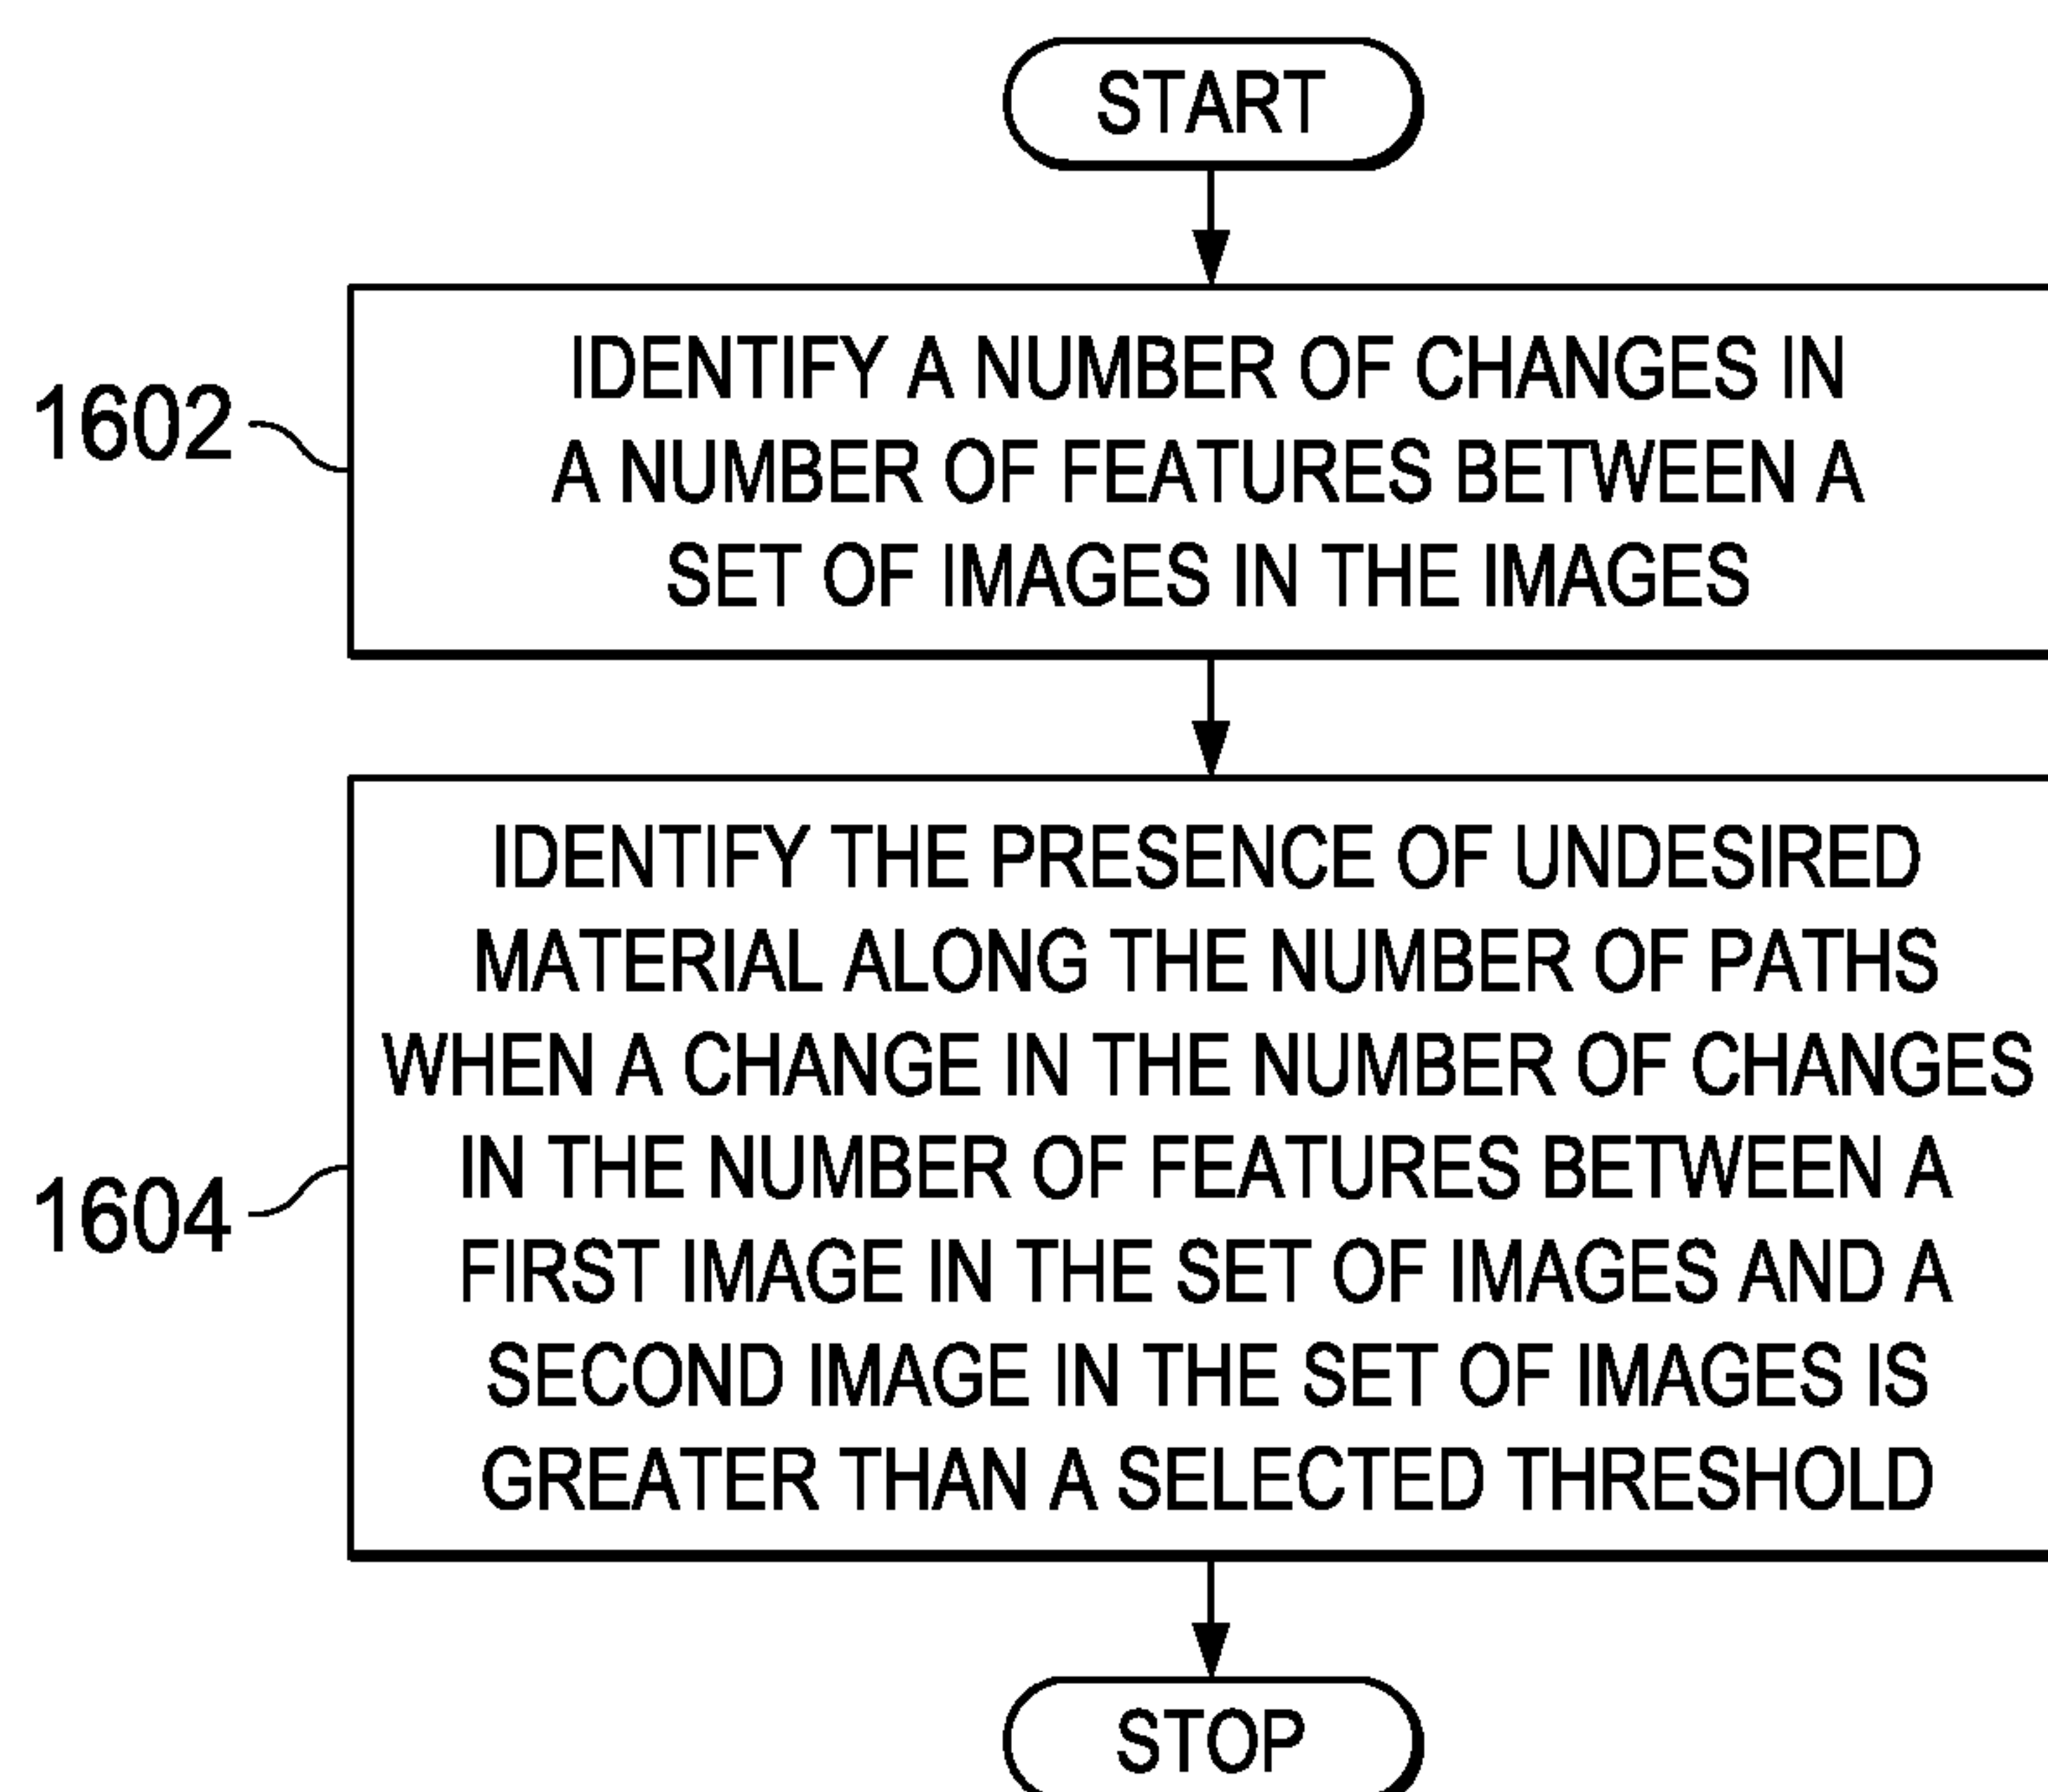 START
1602
IDENTIFY A NUMBER OF CHANGES IN
A NUMBER OF FEATURES BETWEEN A
SET OF IMAGES IN THE IMAGES
1604
IDENTIFY THE PRESENCE OF UNDESIRED
MATERIAL ALONG THE NUMBER OF PATHS
WHEN A CHANGE IN THE NUMBER OF CHANGES
IN THE NUMBER OF FEATURES BETWEEN A
FIRST IMAGE IN THE SET OF IMAGES AND A
SECOND IMAGE IN THE SET OF IMAGES IS
GREATER THAN A SELECTED THRESHOLD
STOP